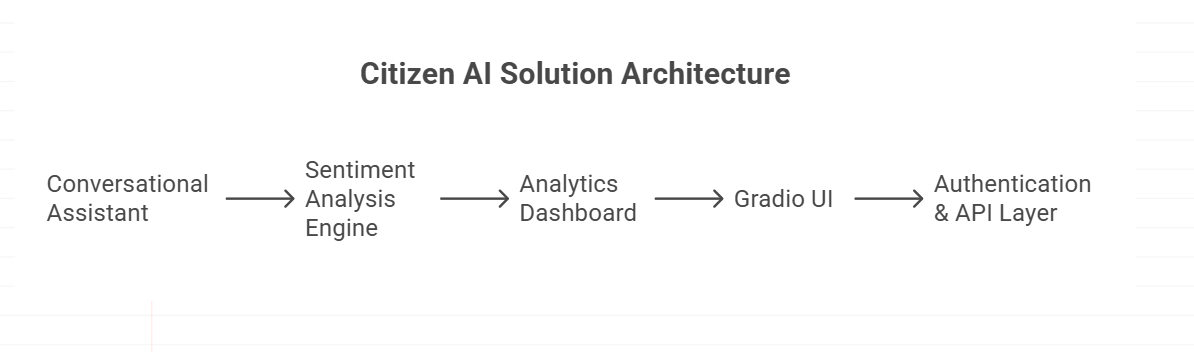 Citizen AI Solution Architecture
Conversational
Assistant
Sentiment
Analysis
Engine
Analytics
Dashboard
Gradio UI
Authentication
& API Layer